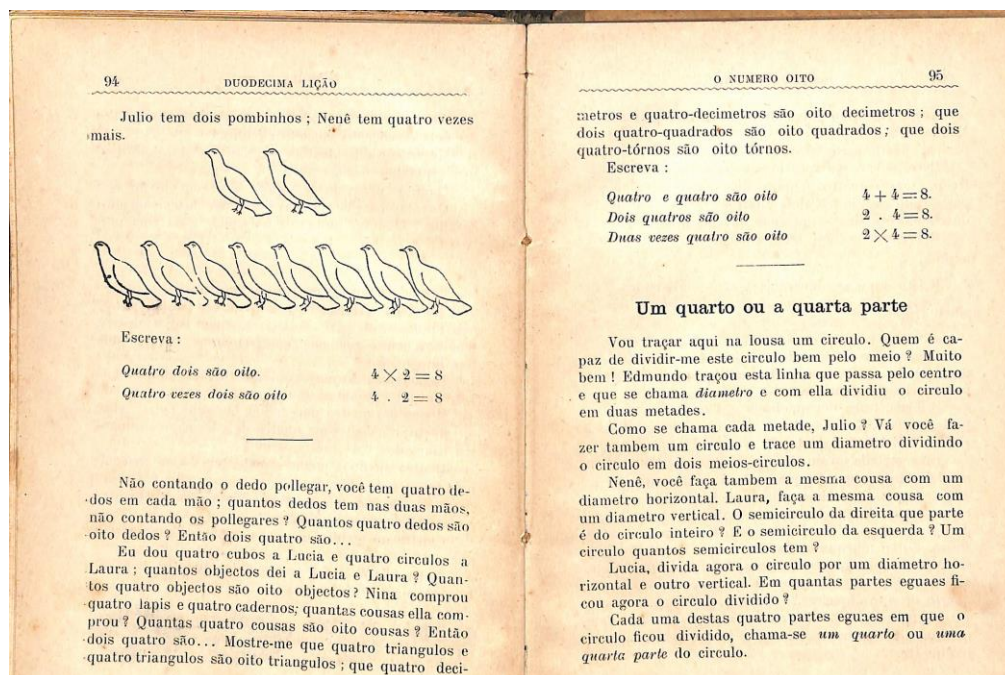 94
DUODECIMA LIÇÃO
Julio tem dois pombinhos ; Nenê tem quatro vezes
mais.
Escreva :
Quatro dois são oito. 4 × 2 = 8
Quatro vezes dois são oito 4 . 2 = 8
Não contando o dedo pollegar, você tem quatro de-
dos em cada mão ; quantos dedos tem nas duas mãos,
não contando os pollegares ? Quantos quatro dedos são
oito dedos ? Então dois quatro são...
Eu dou quatro cubos a Lucia e quatro circulos a
Laura ; quantos objectos dei a Lucia e Laura ? Quan-
tos quatro objectos são oito objectos ? Nina comprou
quatro lapis e quatro cadernos; quantas cousas ella com-
prou ? Quantas quatro cousas são oito cousas ? Então
dois quatro são... Mostre-me que quatro triangulos e
quatro triangulos são oito triangulos ; que quatro deci-
O NUMERO OITO
95
metros e quatro-decimetros são oito decimetros ; que
dois quatro-quadrados são oito quadrados ; que dois
quatro-tórnos são oito tórnos.
Escreva :
Quatro e quatro são oito 4 + 4 = 8.
Dois quatros são oito 2 . 4 = 8.
Duas vezes quatro são oito 2 × 4 = 8.
Um quarto ou a quarta parte
Vou traçar aqui na lousa um circulo. Quem é ca-
paz de dividir-me este circulo bem pelo meio ? Muito
bem ! Edmundo traçou esta linha que passa pelo centro
e que se chama diametro e com ella dividiu o circulo
em duas metades.
Como se chama cada metade, Julio ? Vá você fa-
zer tambem um circulo e trace um diametro dividindo
o circulo em dois meios-circulos.
Nenê, você faça tambem a mesma cousa com um
diametro horizontal. Laura, faça a mesma cousa com
um diametro vertical. O semicirculo da direita que parte
é do circulo inteiro ? E o semicirculo da esquerda ? Um
circulo quantos semicirculos tem ?
Lucia, divida agora o circulo por um diametro ho-
rizontal e outro vertical. Em quantas partes eguaes fi-
cou agora o circulo dividido ?
Cada uma destas quatro partes eguaes em que o
circulo ficou dividido, chama-se um quarto ou uma
quarta parte do circulo.